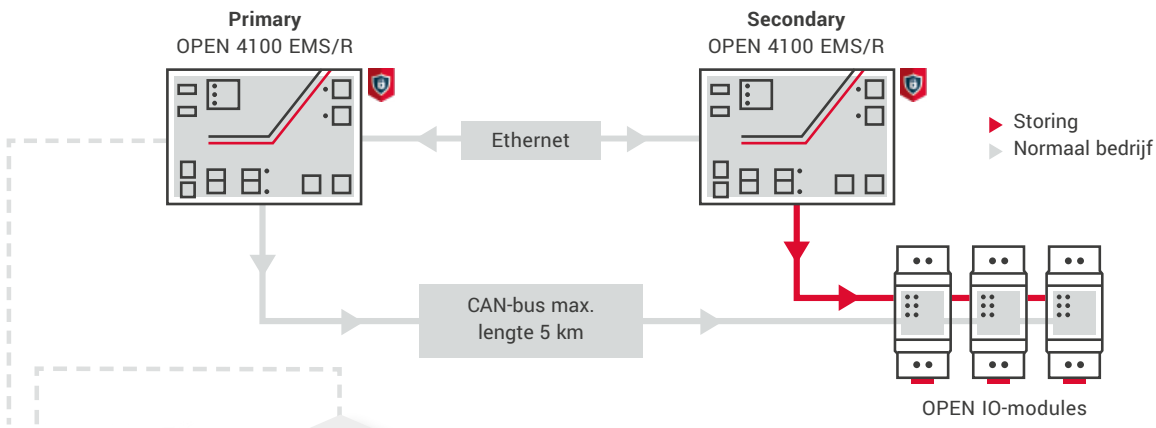 Primary
OPEN 4100 EMS/R
Secondary
OPEN 4100 EMS/R
Ethernet
Storing
Normaal bedrijf
CAN-bus max.
lengte 5 km
OPEN IO-modules